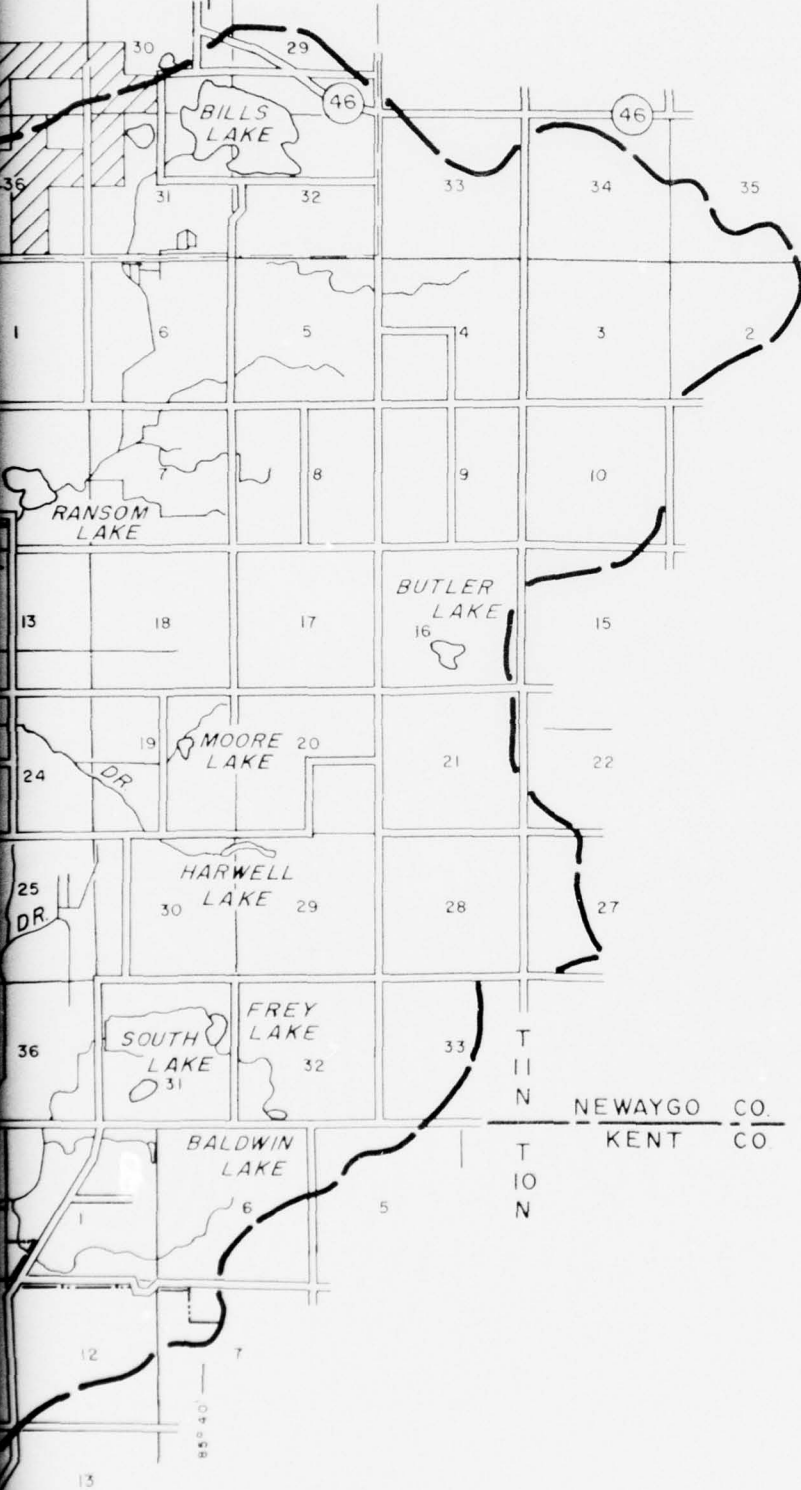 30
29
46
BILLS
LAKE
46
36
31
32
33
34
35
1
6
5
4
3
2
7
8
9
10
RANSOM
LAKE
BUTLER
LAKE
13
18
17
16
15
19
MOORE
LAKE
20
21
22
24
DR.
HARWELL
LAKE
25
DR.
30
29
28
27
36
SOUTH
LAKE
31
FREY
LAKE
32
33
T
11
N
NEWAYGO CO.
KENT CO.
T
10
N
BALDWIN
LAKE
1
6
5
12
7
85° 40'
13